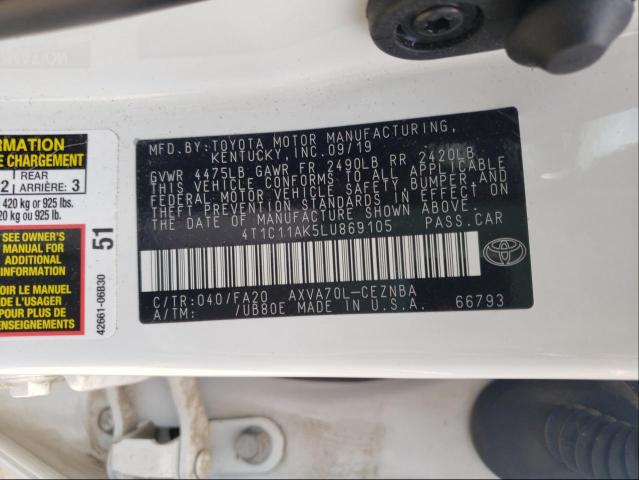 MFD.BY: TOYOTA MOTOR MANUFACTURING,
KENTUCKY, INC. 09/19
GVWR 4475LB GAWR FR 2490LB RR 2420LB
THIS VEHICLE CONFORMS TO ALL APPLICABLE
FEDERAL MOTOR VEHICLE SAFETY, BUMPER AND
THEFT PREVENTION STANDARDS IN EFFECT ON
THE DATE OF MANUFACTURE SHOWN ABOVE.
4T1C11AK5LU869105 PASS.CAR
C/TR:040/FA20 AXVA70L-CEZNBA
A/TM: /UB80E MADE IN U.S.A. 66793
RMATION
E CHARGEMENT
REAR
2 ARRIÈRE: 3
420 kg or 925 lbs.
20 kg ou 925 lb.
SEE OWNER'S
MANUAL FOR
ADDITIONAL
INFORMATION
VOIR LE MANUEL
DE L'USAGER
POUR PLUS DE
RENSEIGNEMENTS
51
42661-06B30